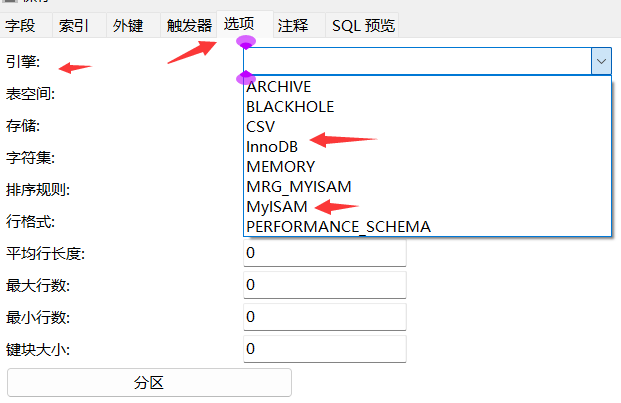 字段 索引 外键 触发器 选项 注释 SQL 预览
引擎:
ARCHIVE
表空间:
BLACKHOLE
存储:
CSV
InnoDB
字符集:
MEMORY
排序规则:
MRG_MYISAM
MyISAM
行格式:
PERFORMANCE_SCHEMA
平均行长度: 0
最大行数: 0
最小行数: 0
键块大小: 0
分区